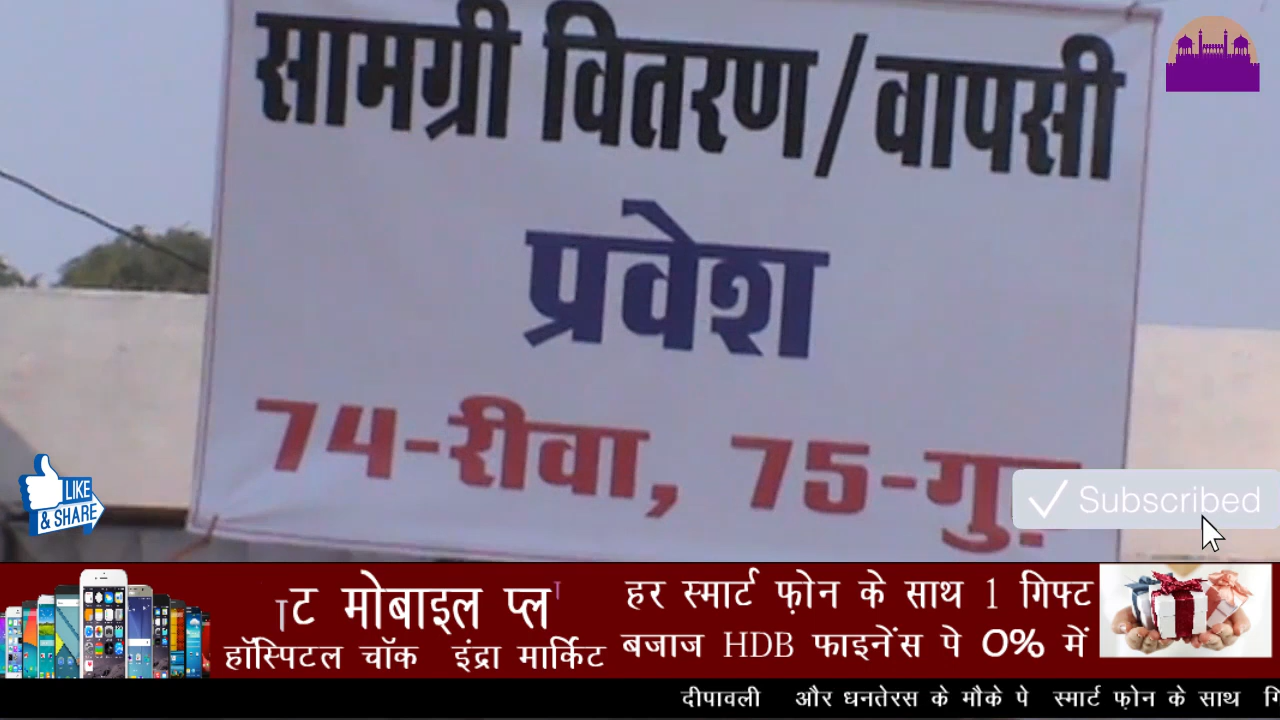 सामग्री वितरण/वापसी
प्रवेश
74-रीवा, 75-
Subscribed
LIKE
& SHARE
मोबाइल
हॉस्पिटल चॉक इंद्रा मार्किट
हर स्मार्ट फ़ोन के साथ 1 गिफ्ट
बजाज HDB फाइनेंस पे 0% में
दीपावली और धनतेरस के मौके पे स्मार्ट फ़ोन के साथ